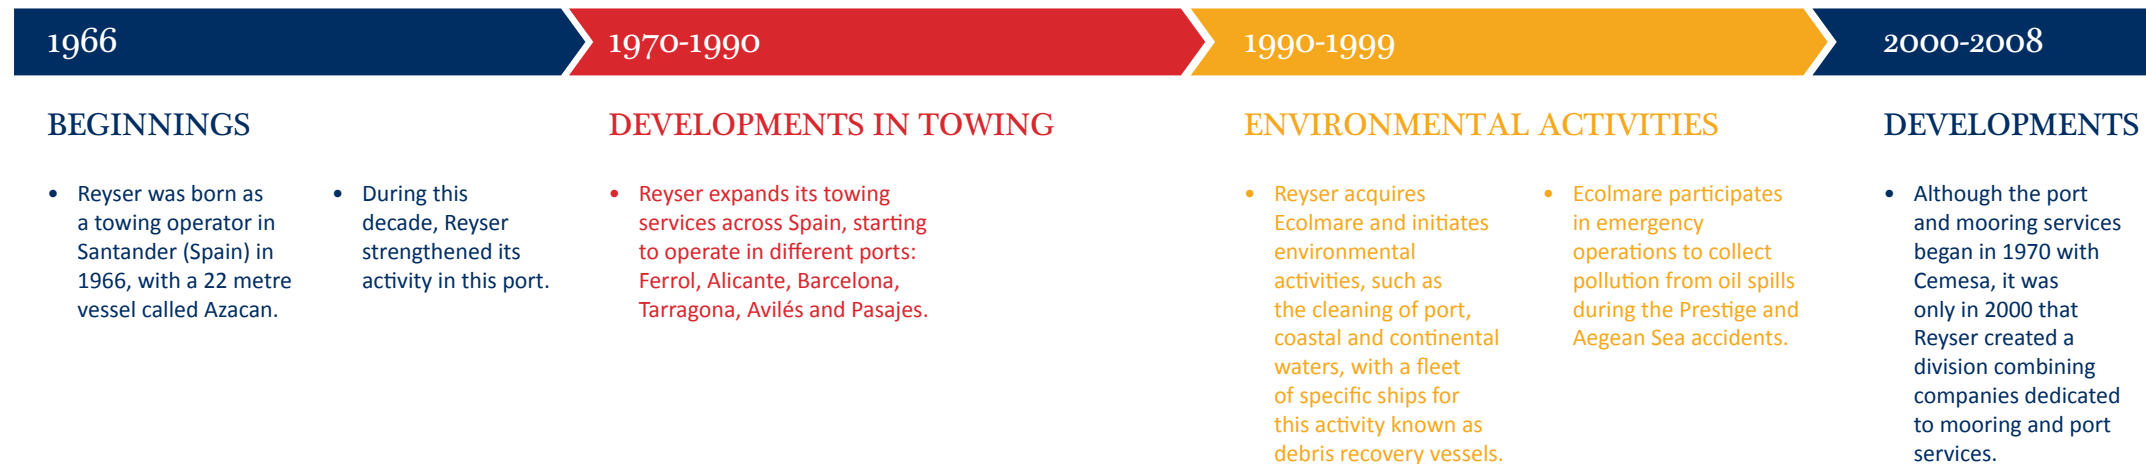 1966
BEGINNINGS
• Reyser was born as
a towing operator in
Santander (Spain) in
1966, with a 22 metre
vessel called Azacan.
• During this
decade, Reyser
strengthened its
activity in this port.
1970-1990
DEVELOPMENTS IN TOWING
• Reyser expands its towing
services across Spain, starting
to operate in different ports:
Ferrol, Alicante, Barcelona,
Tarragona, Avilés and Pasajes.
1990-1999
ENVIRONMENTAL ACTIVITIES
• Reyser acquires
Ecolmare and initiates
environmental
activities, such as
the cleaning of port,
coastal and continental
waters, with a fleet
of specific ships for
this activity known as
debris recovery vessels.
• Ecolmare participates
in emergency
operations to collect
pollution from oil spills
during the Prestige and
Aegean Sea accidents.
2000-2008
DEVELOPMENTS
• Although the port
and mooring services
began in 1970 with
Cemesa, it was
only in 2000 that
Reyser created a
division combining
companies dedicated
to mooring and port
services.